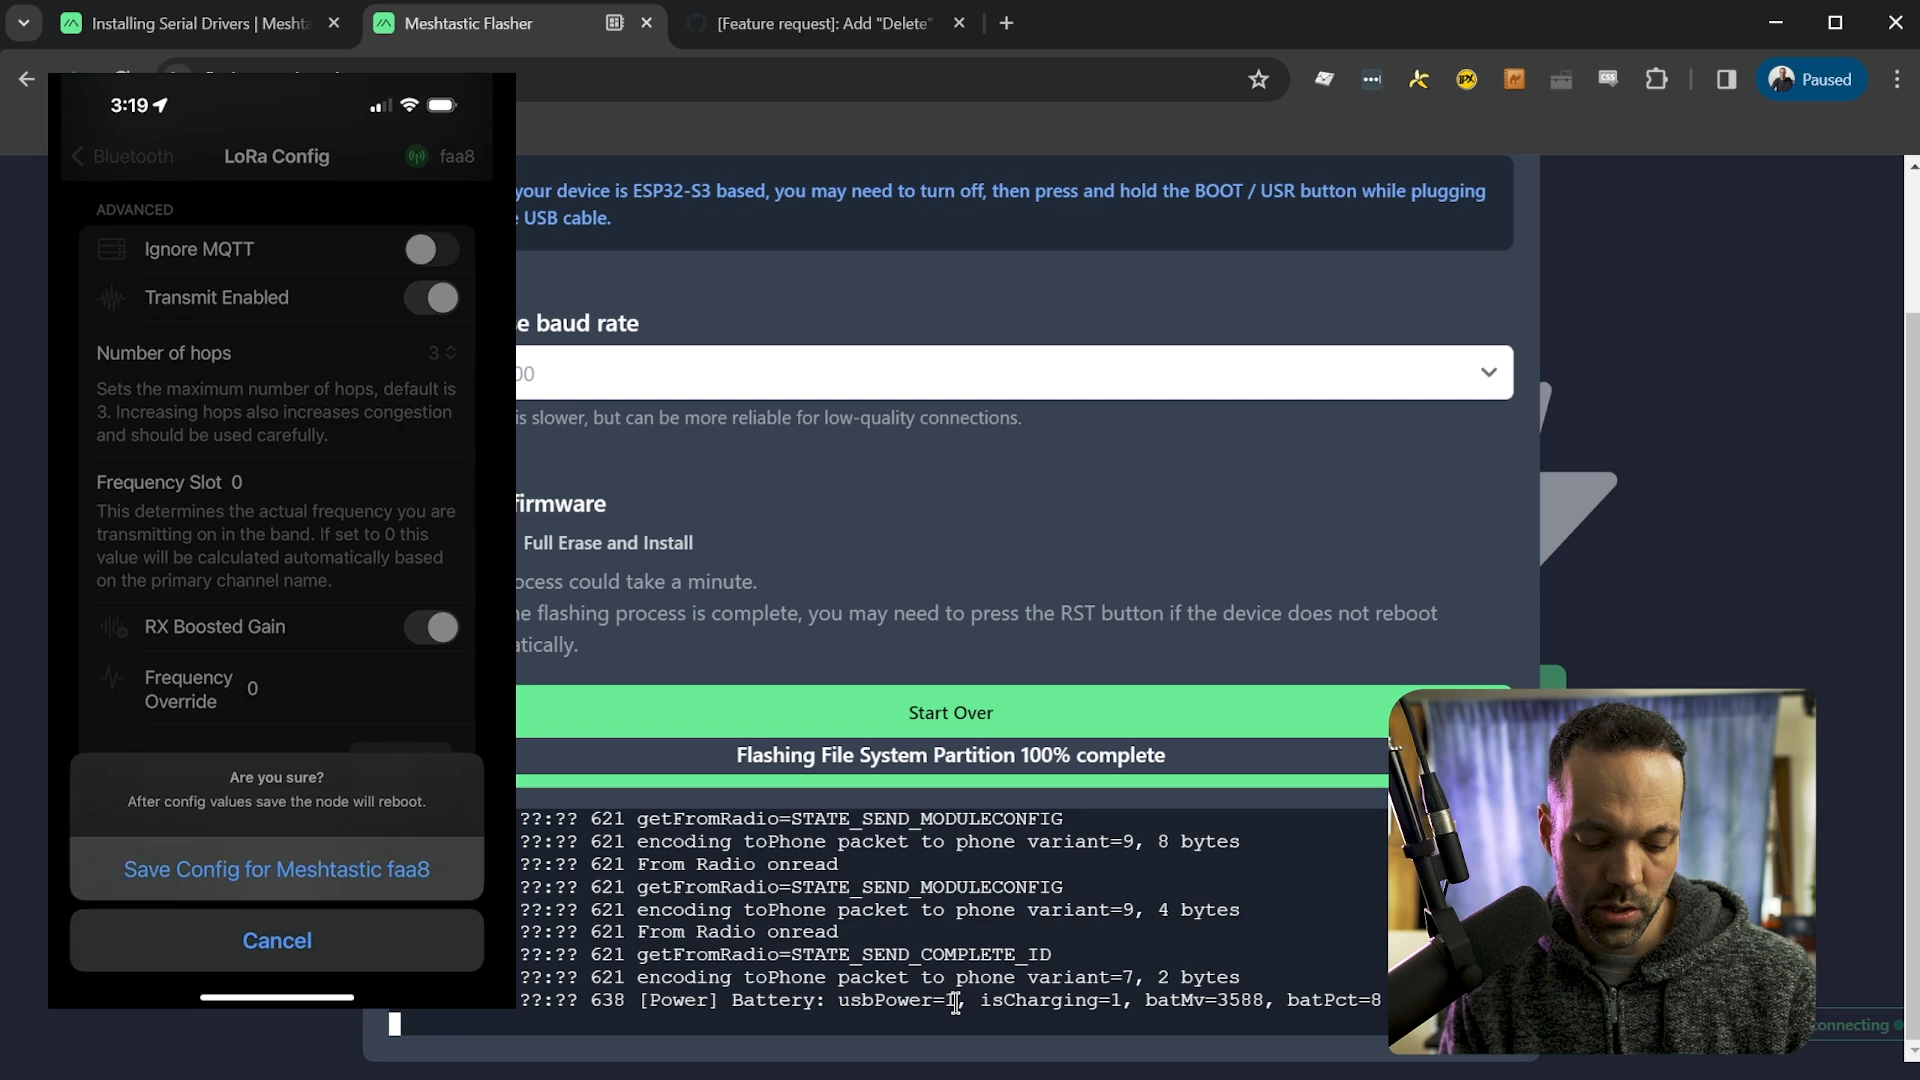 Installing Serial Drivers | Meshta
Meshtastic Flasher
[Feature request]: Add "Delete"
Paused
3:19
Bluetooth
LoRa Config
faa8
ADVANCED
Ignore MQTT
Transmit Enabled
Number of hops
3
Sets the maximum number of hops, default is
3. Increasing hops also increases congestion
and should be used carefully.
Frequency Slot 0
This determines the actual frequency you are
transmitting on in the band. If set to 0 this
value will be calculated automatically based
on the primary channel name.
RX Boosted Gain
Frequency
Override
0
Are you sure?
After config values save the node will reboot.
Save Config for Meshtastic faa8
Cancel
your device is ESP32-S3 based, you may need to turn off, then press and hold the BOOT / USR button while plugging
USB cable.
e baud rate
00
is slower, but can be more reliable for low-quality connections.
firmware
Full Erase and Install
ocess could take a minute.
e flashing process is complete, you may need to press the RST button if the device does not reboot
atically.
Start Over
Flashing File System Partition 100% complete
??:?? 621 getFromRadio=STATE_SEND_MODULECONFIG
??:?? 621 encoding toPhone packet to phone variant=9, 8 bytes
??:?? 621 From Radio onread
??:?? 621 getFromRadio=STATE_SEND_MODULECONFIG
??:?? 621 encoding toPhone packet to phone variant=9, 4 bytes
??:?? 621 From Radio onread
??:?? 621 getFromRadio=STATE_SEND_COMPLETE_ID
??:?? 621 encoding toPhone packet to phone variant=7, 2 bytes
??:?? 638 [Power] Battery: usbPower=1, isCharging=1, batMv=3588, batPct=8
onnecting